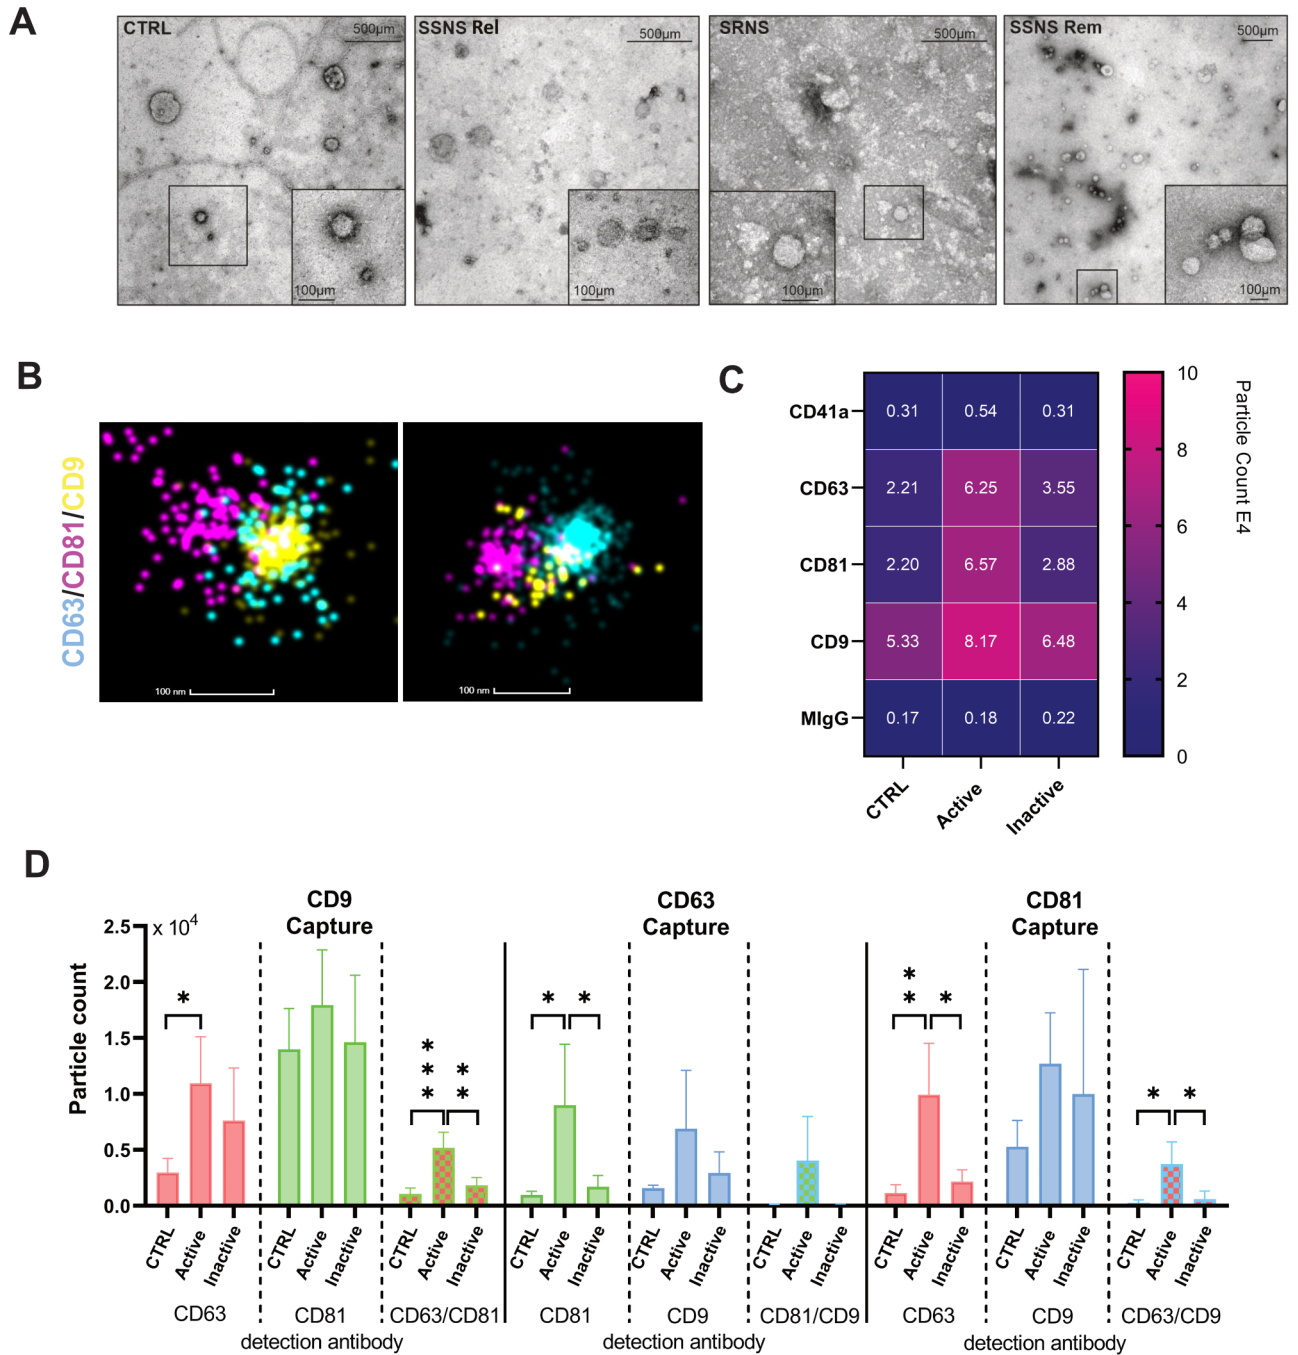 A
CTRL
500µm
100µm
SSNS Rel
500µm
100µm
SRNS
500µm
100µm
SSNS Rem
500µm
100µm
B
CD63/CD81/CD9
100 nm
100 nm
C
CD41a
0.31 0.54 0.31
CD63
2.21 6.25 3.55
CD81
2.20 6.57 2.88
CD9
5.33 8.17 6.48
MIgG
0.17 0.18 0.22
CTRL Active Inactive
10
8
6
4
2
0
Particle Count E4
D
CD9
Capture
CD63
Capture
CD81
Capture
Particle count
x 10⁴
2.5
2.0
1.5
1.0
0.5
0.0
* *** ** * * ** * * *
CTRL Active Inactive CTRL Active Inactive CTRL Active Inactive CTRL Active Inactive CTRL Active Inactive CTRL Active Inactive CTRL Active Inactive CTRL Active Inactive CTRL Active Inactive
CD63 CD81 CD63/CD81 CD81 CD9 CD81/CD9 CD63 CD9 CD63/CD9
detection antibody detection antibody detection antibody